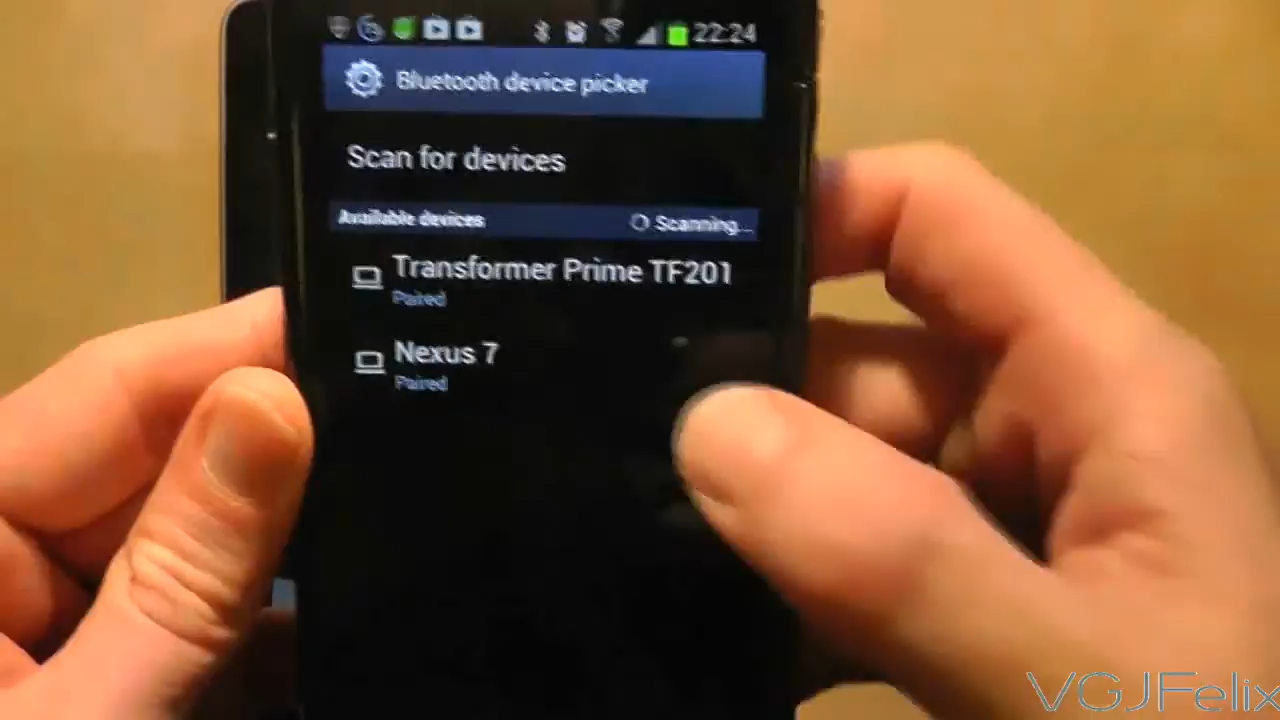 22:24
Bluetooth device picker
Scan for devices
Available devices Scanning...
Transformer Prime TF201
Paired
Nexus 7
Paired
VGJFelix